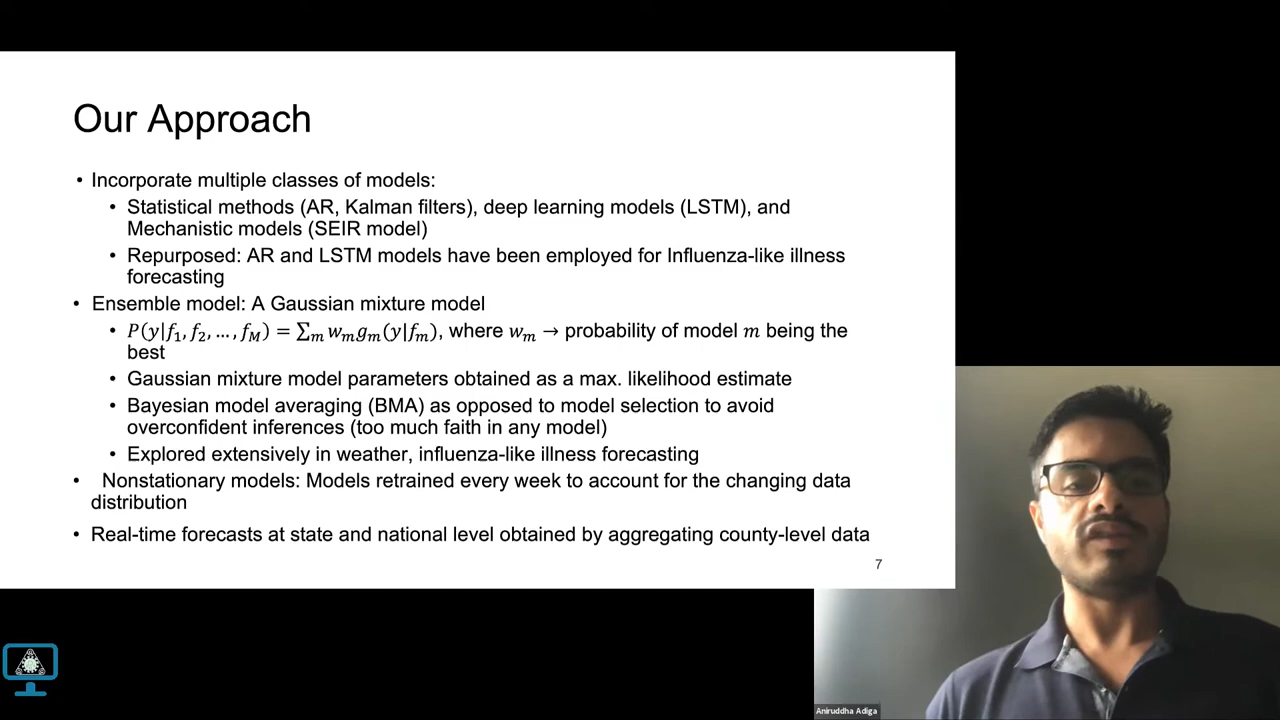 Our Approach
• Incorporate multiple classes of models:
• Statistical methods (AR, Kalman filters), deep learning models (LSTM), and
Mechanistic models (SEIR model)
• Repurposed: AR and LSTM models have been employed for Influenza-like illness
forecasting
• Ensemble model: A Gaussian mixture model
• P(y|f₁, f₂, …, f_M) = ∑ₘ wₘgₘ(y|fₘ), where wₘ → probability of model m being the
best
• Gaussian mixture model parameters obtained as a max. likelihood estimate
• Bayesian model averaging (BMA) as opposed to model selection to avoid
overconfident inferences (too much faith in any model)
• Explored extensively in weather, influenza-like illness forecasting
• Nonstationary models: Models retrained every week to account for the changing data
distribution
• Real-time forecasts at state and national level obtained by aggregating county-level data
7
Aniruddha Adiga